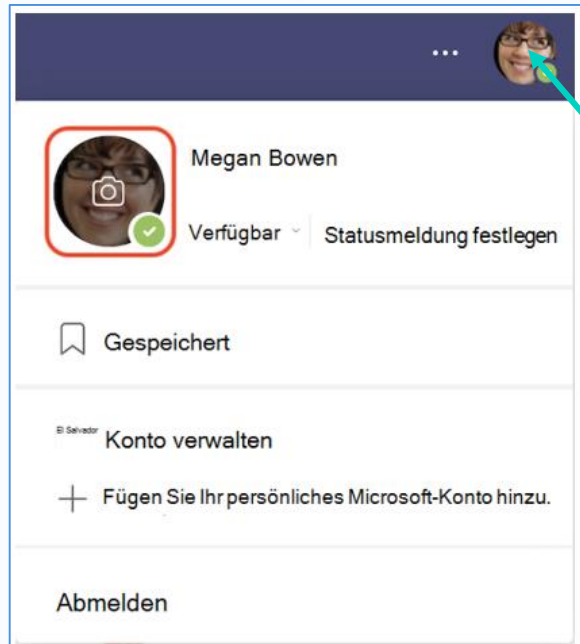 Megan Bowen
Verfügbar Statusmeldung festlegen
Gespeichert
El Salvador Konto verwalten
Fügen Sie Ihr persönliches Microsoft-Konto hinzu.
Abmelden